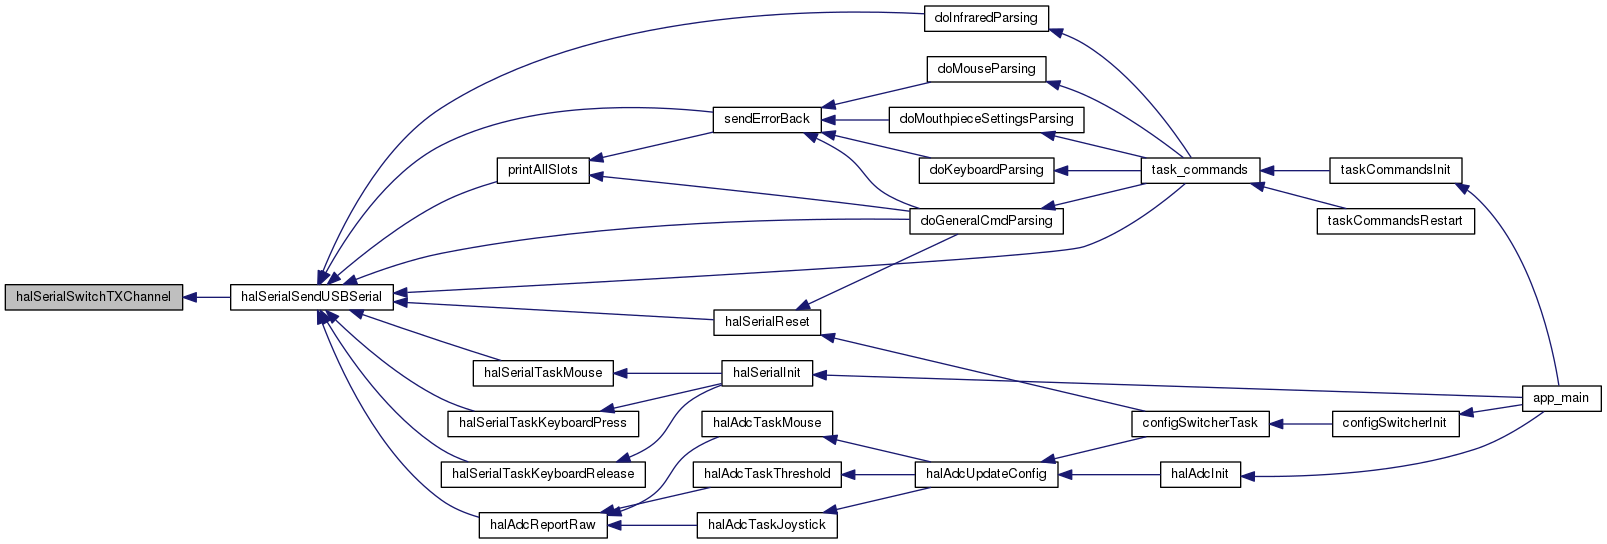 doInfraredParsing
doMouseParsing
sendErrorBack
doMouthpieceSettingsParsing
printAllSlots
doKeyboardParsing
task_commands
taskCommandsInit
doGeneralCmdParsing
taskCommandsRestart
halSerialSwitchTXChannel
halSerialSendUSBSerial
halSerialReset
halSerialTaskMouse
halSerialInit
app_main
halSerialTaskKeyboardPress
halAdcTaskMouse
configSwitcherTask
configSwitcherInit
halSerialTaskKeyboardRelease
halAdcTaskThreshold
halAdcUpdateConfig
halAdcInit
halAdcReportRaw
halAdcTaskJoystick